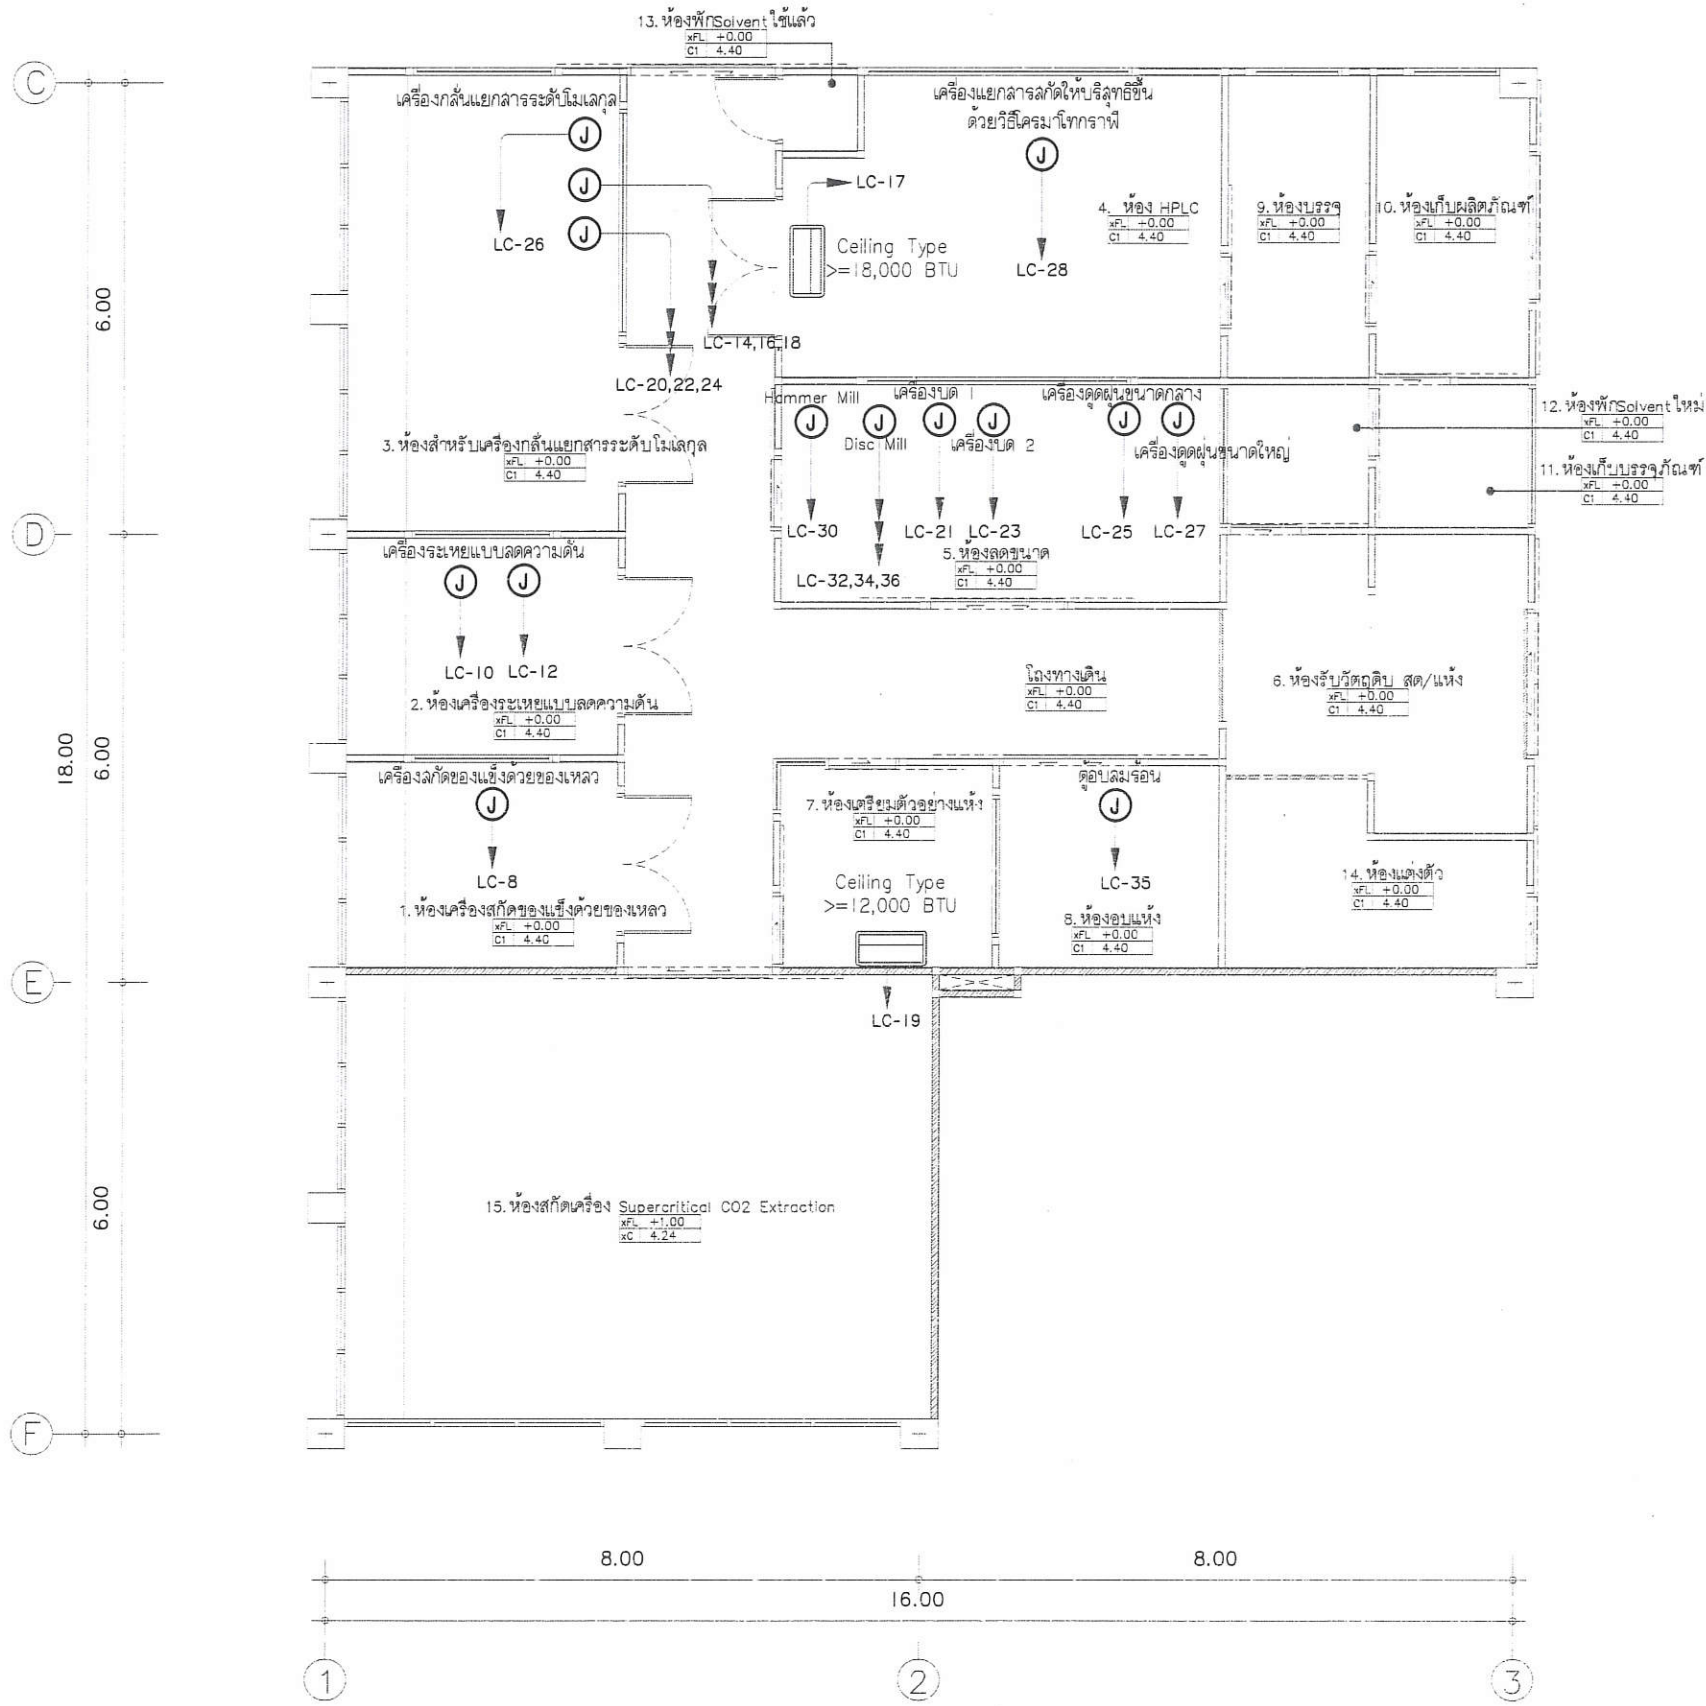 13.ห้องพักSolvent ใช้แล้ว
xFL +0.00
C1 4.40
C
เครื่องกลั่นแยกสารระดับโมเลกุล
J
J
J
LC-26
LC-20,22,24
LC-14,16,18
LC-17
Ceiling Type
>=18,000 BTU
เครื่องแยกสารสกัดให้บริสุทธิ์ขึ้น
ด้วยวิธีโครมาโทกราฟี
J
LC-28
4. ห้อง HPLC
xFL +0.00
C1 4.40
9.ห้องบรรจุ
xFL +0.00
C1 4.40
10.ห้องเก็บผลิตภัณฑ์
xFL +0.00
C1 4.40
6.00
3.ห้องสำหรับเครื่องกลั่นแยกสารระดับโมเลกุล
xFL +0.00
C1 4.40
Hammer Mill
J
LC-30
J
Disc Mill
LC-32,34,36
เครื่องบด 1
J
LC-21
J
เครื่องบด 2
LC-23
เครื่องดูดฝุ่นขนาดกลาง
J
LC-25
J
เครื่องดูดฝุ่นขนาดใหญ่
LC-27
5.ห้องลดขนาด
xFL +0.00
C1 4.40
12.ห้องพักSolvent ใหม่
xFL +0.00
C1 4.40
11.ห้องเก็บบรรจุภัณฑ์
xFL +0.00
C1 4.40
D
เครื่องระเหยแบบลดความดัน
J
J
LC-10
LC-12
2.ห้องเครื่องระเหยแบบลดความดัน
xFL +0.00
C1 4.40
โถงทางเดิน
xFL +0.00
C1 4.40
6.ห้องรับวัตถุดิบ สด/แห้ง
xFL +0.00
C1 4.40
18.00
6.00
เครื่องสกัดของแข็งด้วยของเหลว
J
LC-8
1.ห้องเครื่องสกัดของแข็งด้วยของเหลว
xFL +0.00
C1 4.40
7.ห้องเตรียมตัวอย่างแห้ง
xFL +0.00
C1 4.40
Ceiling Type
>=12,000 BTU
LC-19
ตู้อบลมร้อน
J
LC-35
8.ห้องอบแห้ง
xFL +0.00
C1 4.40
14.ห้องแต่งตัว
xFL +0.00
C1 4.40
E
6.00
15.ห้องสกัดเครื่อง Supercritical CO2 Extraction
xFL +1.00
xC 4.24
F
8.00
8.00
16.00
1
2
3